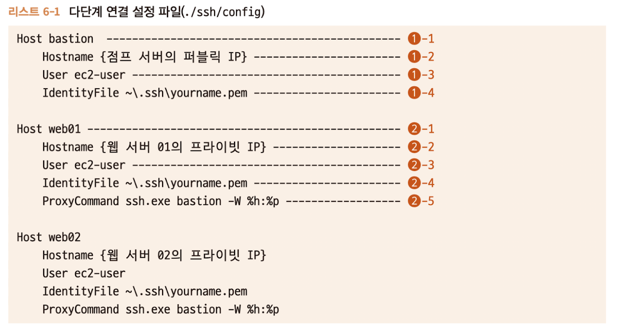 리스트 6-1 다단계 연결 설정 파일(./ssh/config)
Host bastion ---------------------------------------------- ❶-1
Hostname {점프 서버의 퍼블릭 IP} ----------------------- ❶-2
User ec2-user ------------------------------------------ ❶-3
IdentityFile ~\.ssh\yourname.pem ----------------------- ❶-4
Host web01 ------------------------------------------------- ❷-1
Hostname {웹 서버 01의 프라이빗 IP} -------------------- ❷-2
User ec2-user ------------------------------------------ ❷-3
IdentityFile ~\.ssh\yourname.pem ----------------------- ❷-4
ProxyCommand ssh.exe bastion -W %h:%p ------------------ ❷-5
Host web02
Hostname {웹 서버 02의 프라이빗 IP}
User ec2-user
IdentityFile ~\.ssh\yourname.pem
ProxyCommand ssh.exe bastion -W %h:%p